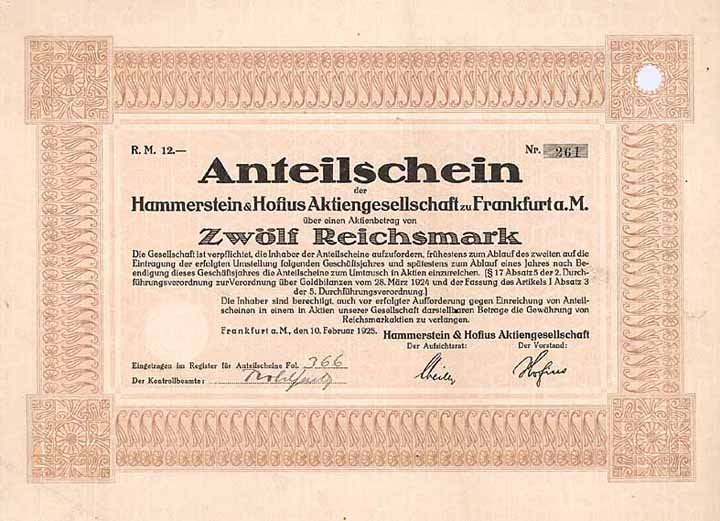 R. M. 12.— Nr. 261
Anteilschein
der
Hammerstein & Hofius Aktiengesellschaft zu Frankfurt a. M.
über einen Aktienbetrag von
Zwölf Reichsmark
Die Gesellschaft ist verpflichtet, die Inhaber der Anteilscheine aufzufordern, frühestens zum Ablauf des zweiten auf die
Eintragung der erfolgten Umstellung folgenden Geschäftsjahres und spätestens zum Ablauf eines Jahres nach Be-
endigung dieses Geschäftsjahres die Anteilscheine zum Umtausch in Aktien einzureichen. (§ 17 Absatz 5 der 2. Durch-
führungsverordnung zur Verordnung über Goldbilanzen vom 28. März 1924 und der Fassung des Artikels I Absatz 3
der 5. Durchführungsverordnung.)
Die Inhaber sind berechtigt, auch vor erfolgter Aufforderung gegen Einreichung von Anteil-
scheinen in einem in Aktien unserer Gesellschaft darstellbaren Betrage die Gewährung von
Reichsmarkaktien zu verlangen.
Frankfurt a. M., den 10. Februar 1925. Hammerstein & Hofius Aktiengesellschaft
Der Aufsichtsrat: Der Vorstand:
Eingetragen im Register für Anteilscheine Fol. 366
Hofius
Der Kontrollbeamte: